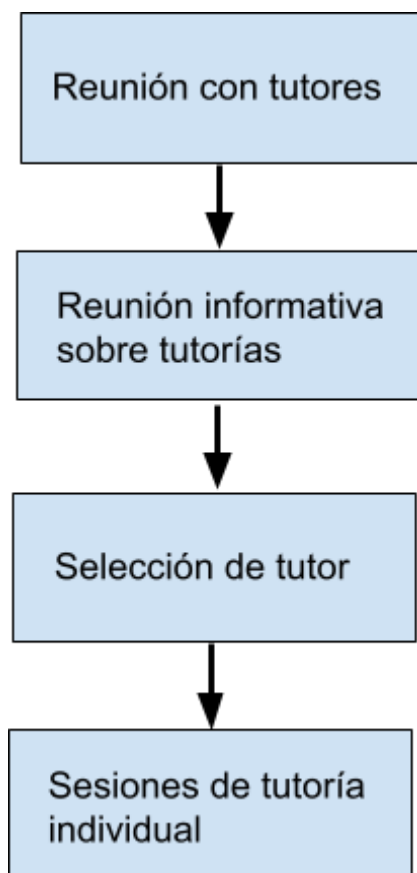 Reunión con tutores
Reunión informativa
sobre tutorías
Selección de tutor
Sesiones de tutoría
individual